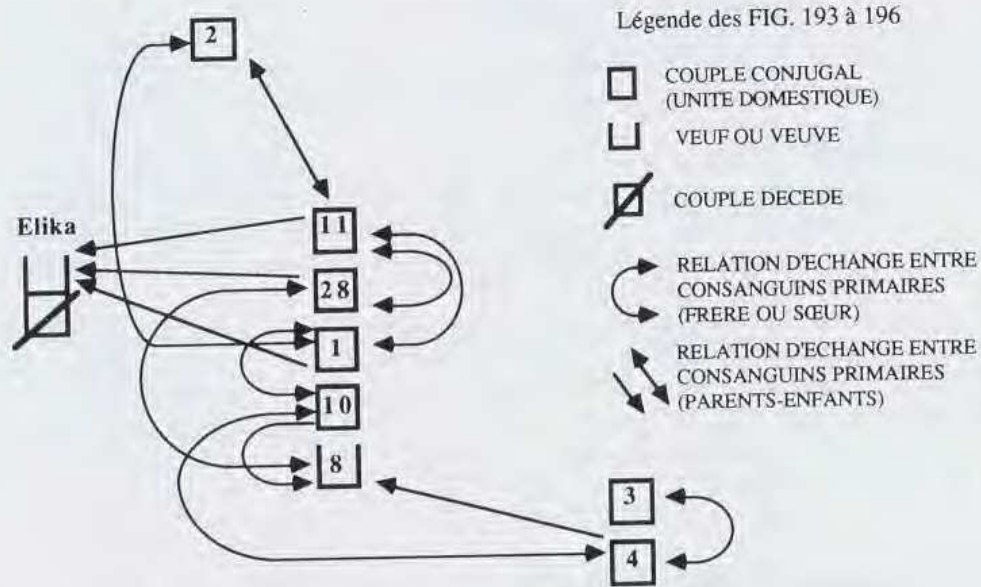 Légende des FIG. 193 à 196
2
COUPLE CONJUGAL
(UNITE DOMESTIQUE)
VEUF OU VEUVE
COUPLE DECEDE
Elika
11
28
1
10
8
3
4
RELATION D'ECHANGE ENTRE
CONSANGUINS PRIMAIRES
(FRERE OU SŒUR)
RELATION D'ECHANGE ENTRE
CONSANGUINS PRIMAIRES
(PARENTS-ENFANTS)